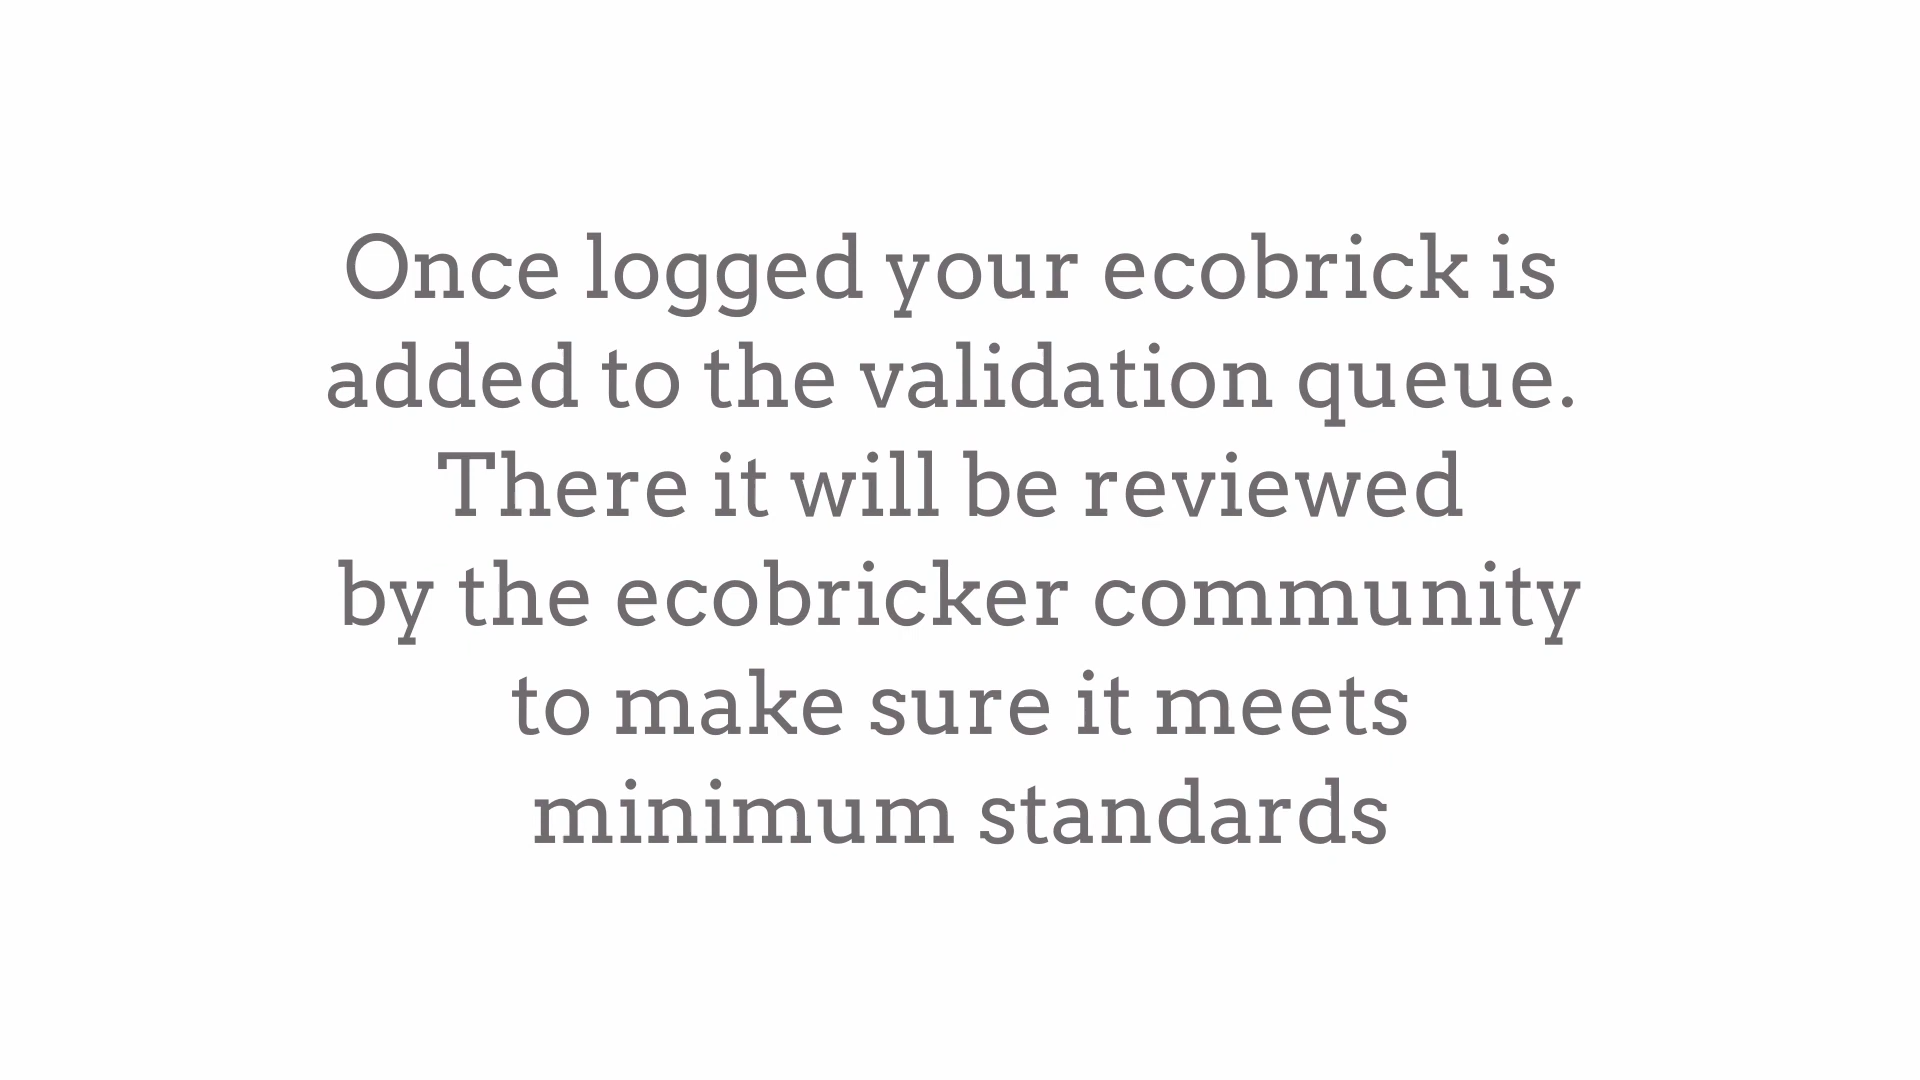 Once logged your ecobrick is
added to the validation queue.
There it will be reviewed
by the ecobricker community
to make sure it meets
minimum standards